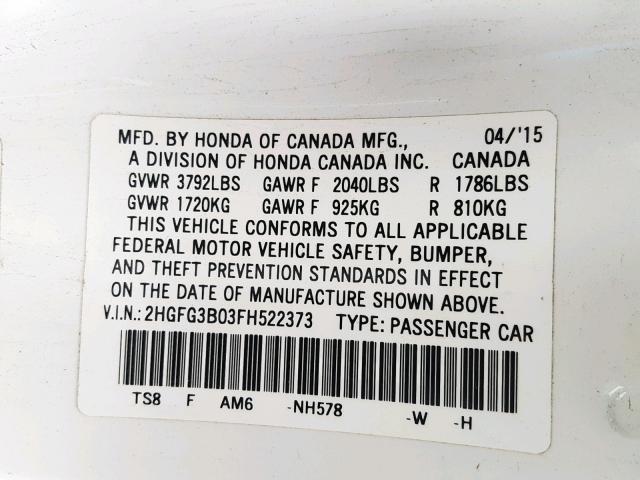 MFD. BY HONDA OF CANADA MFG., 04/'15
A DIVISION OF HONDA CANADA INC. CANADA
GVWR 3792LBS GAWR F 2040LBS R 1786LBS
GVWR 1720KG GAWR F 925KG R 810KG
THIS VEHICLE CONFORMS TO ALL APPLICABLE
FEDERAL MOTOR VEHICLE SAFETY, BUMPER,
AND THEFT PREVENTION STANDARDS IN EFFECT
ON THE DATE OF MANUFACTURE SHOWN ABOVE.
V.I.N.: 2HGFG3B03FH522373 TYPE: PASSENGER CAR
TS8 F AM6 -NH578 -W -H